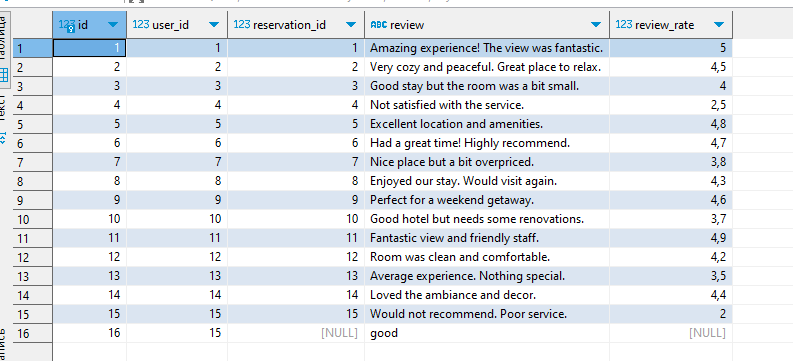 id user_id reservation_id review review_rate
1 1 1 1 Amazing experience! The view was fantastic. 5
2 2 2 2 Very cozy and peaceful. Great place to relax. 4,5
3 3 3 3 Good stay but the room was a bit small. 4
4 4 4 4 Not satisfied with the service. 2,5
5 5 5 5 Excellent location and amenities. 4,8
6 6 6 6 Had a great time! Highly recommend. 4,7
7 7 7 7 Nice place but a bit overpriced. 3,8
8 8 8 8 Enjoyed our stay. Would visit again. 4,3
9 9 9 9 Perfect for a weekend getaway. 4,6
10 10 10 10 Good hotel but needs some renovations. 3,7
11 11 11 11 Fantastic view and friendly staff. 4,9
12 12 12 12 Room was clean and comfortable. 4,2
13 13 13 13 Average experience. Nothing special. 3,5
14 14 14 14 Loved the ambiance and decor. 4,4
15 15 15 15 Would not recommend. Poor service. 2
16 16 15 [NULL] good [NULL]